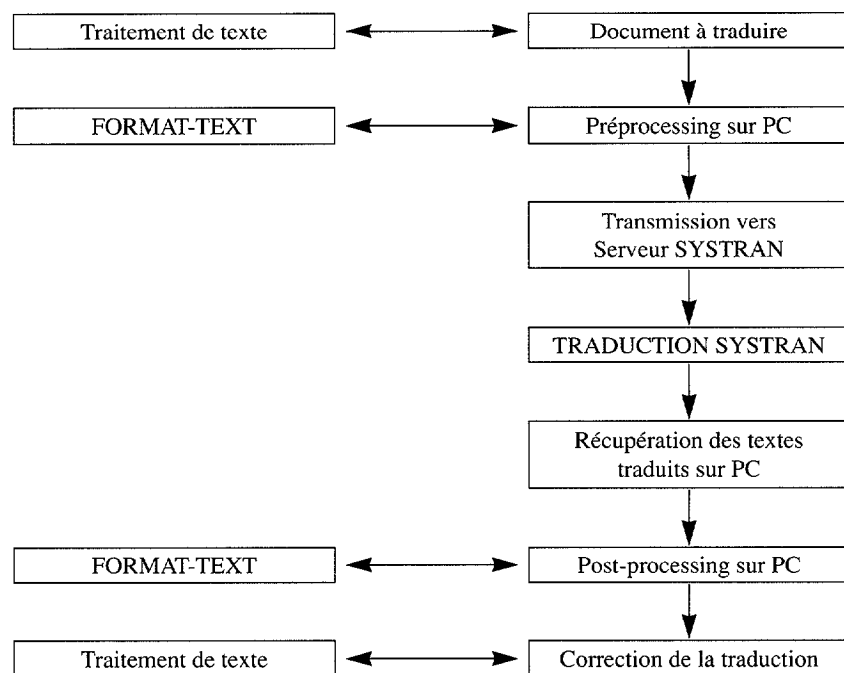 Traitement de texte
Document à traduire
FORMAT-TEXT
Préprocessing sur PC
Transmission vers
Serveur SYSTRAN
TRADUCTION SYSTRAN
Récupération des textes
traduits sur PC
FORMAT-TEXT
Post-processing sur PC
Traitement de texte
Correction de la traduction